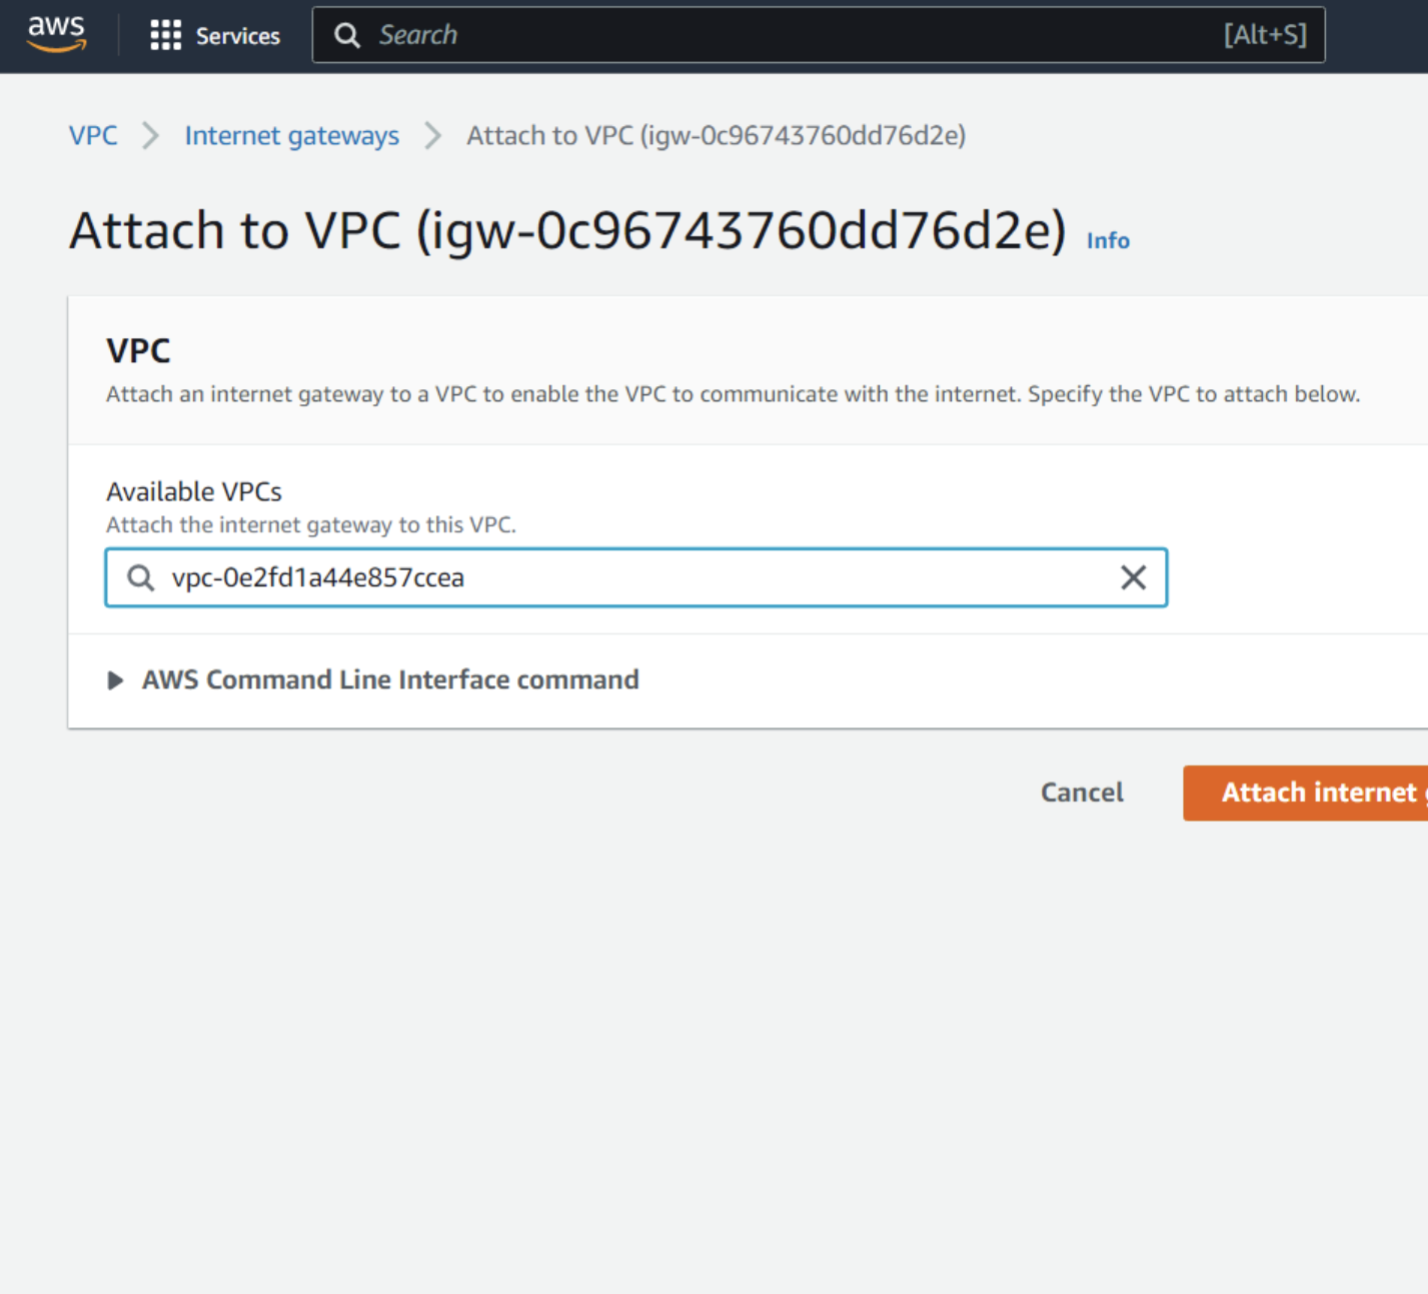 aws Services Search [Alt+S]
VPC Internet gateways Attach to VPC (igw-0c96743760dd76d2e)
Attach to VPC (igw-0c96743760dd76d2e) Info
VPC
Attach an internet gateway to a VPC to enable the VPC to communicate with the internet. Specify the VPC to attach below.
Available VPCs
Attach the internet gateway to this VPC.
vpc-0e2fd1a44e857ccea
AWS Command Line Interface command
Cancel Attach internet